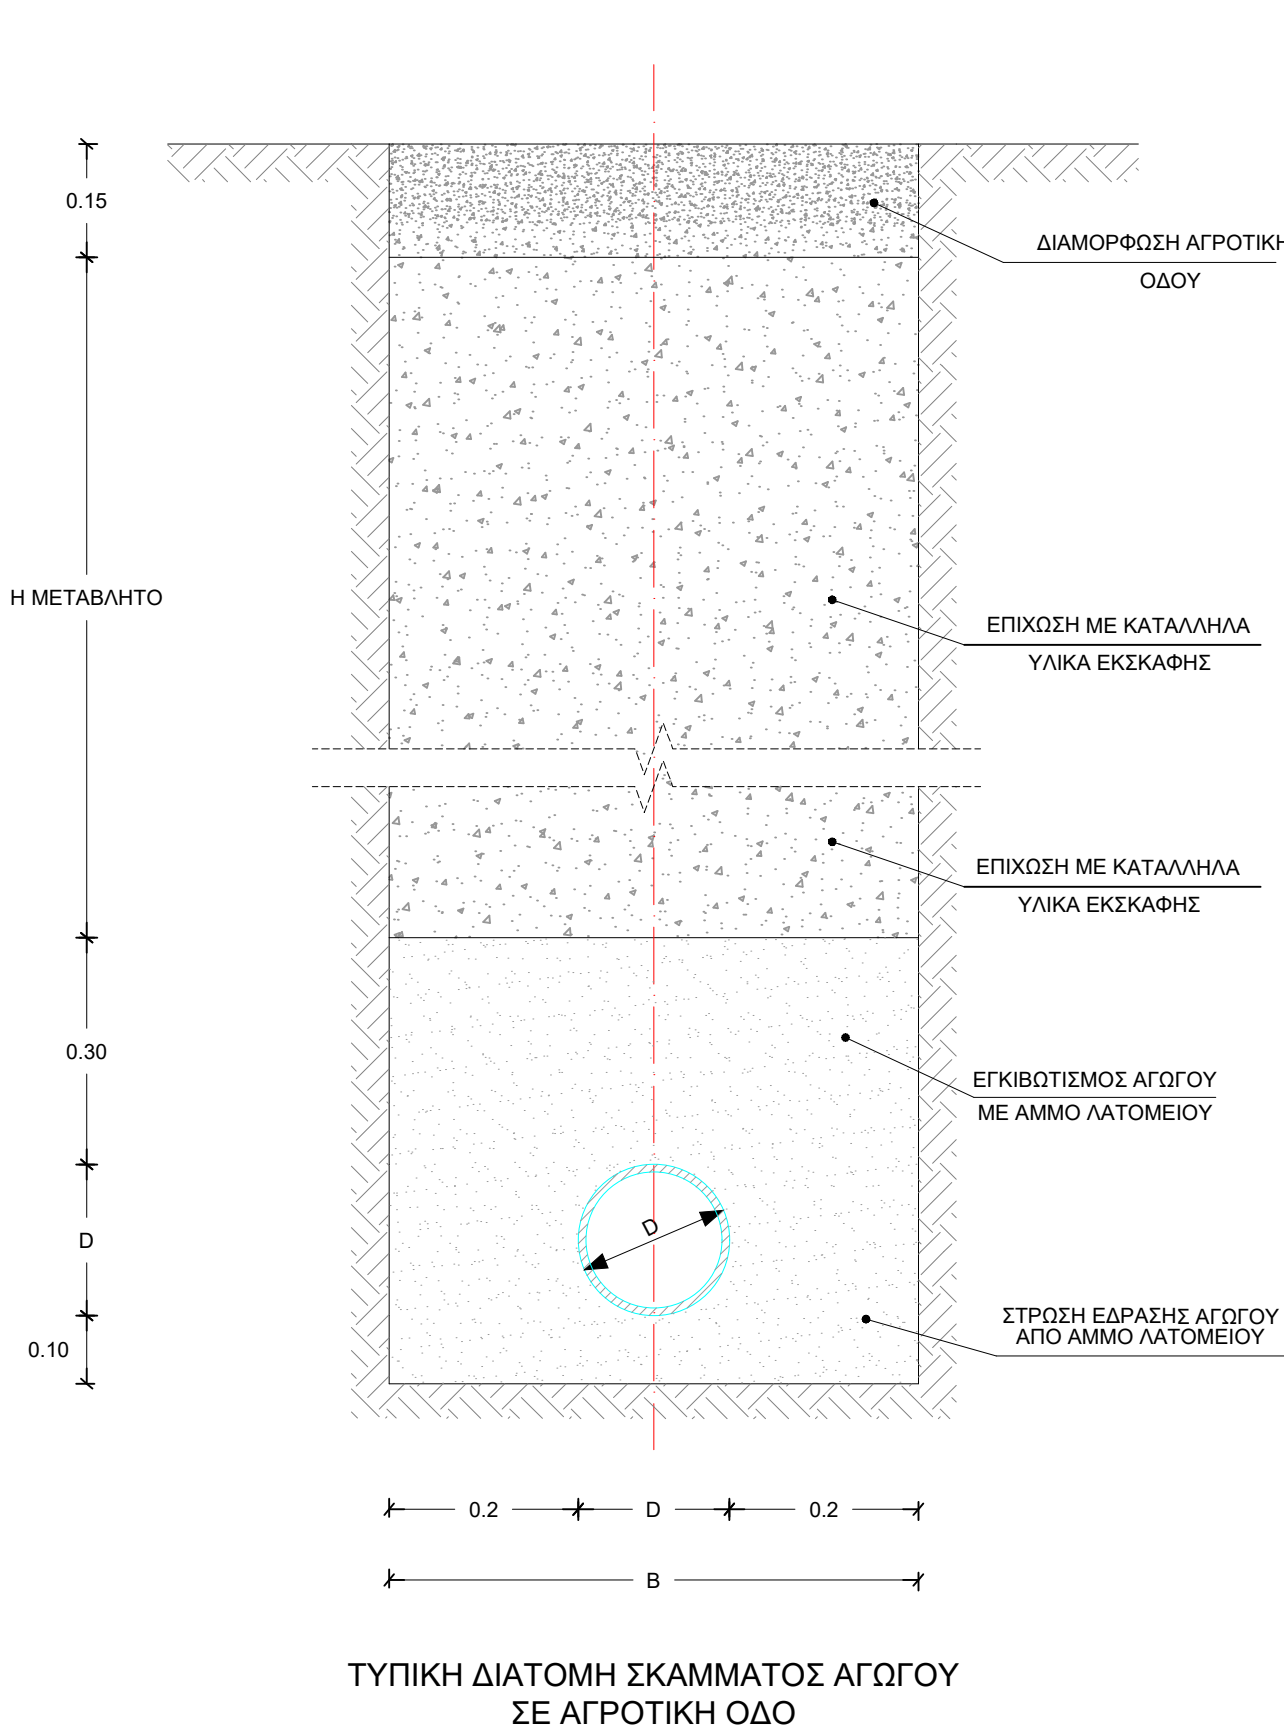 0.15
ΔΙΑΜΟΡΦΩΣΗ ΑΓΡΟΤΙΚΗ
ΟΔΟΥ
Η ΜΕΤΑΒΛΗΤΟ
ΕΠΙΧΩΣΗ ΜΕ ΚΑΤΑΛΛΗΛΑ
ΥΛΙΚΑ ΕΚΣΚΑΦΗΣ
ΕΠΙΧΩΣΗ ΜΕ ΚΑΤΑΛΛΗΛΑ
ΥΛΙΚΑ ΕΚΣΚΑΦΗΣ
0.30
ΕΓΚΙΒΩΤΙΣΜΟΣ ΑΓΩΓΟΥ
ΜΕ ΑΜΜΟ ΛΑΤΟΜΕΙΟΥ
D
D
0.10
ΣΤΡΩΣΗ ΕΔΡΑΣΗΣ ΑΓΩΓΟΥ
ΑΠΟ ΑΜΜΟ ΛΑΤΟΜΕΙΟΥ
0.2 D 0.2
B
ΤΥΠΙΚΗ ΔΙΑΤΟΜΗ ΣΚΑΜΜΑΤΟΣ ΑΓΩΓΟΥ
ΣΕ ΑΓΡΟΤΙΚΗ ΟΔΟ